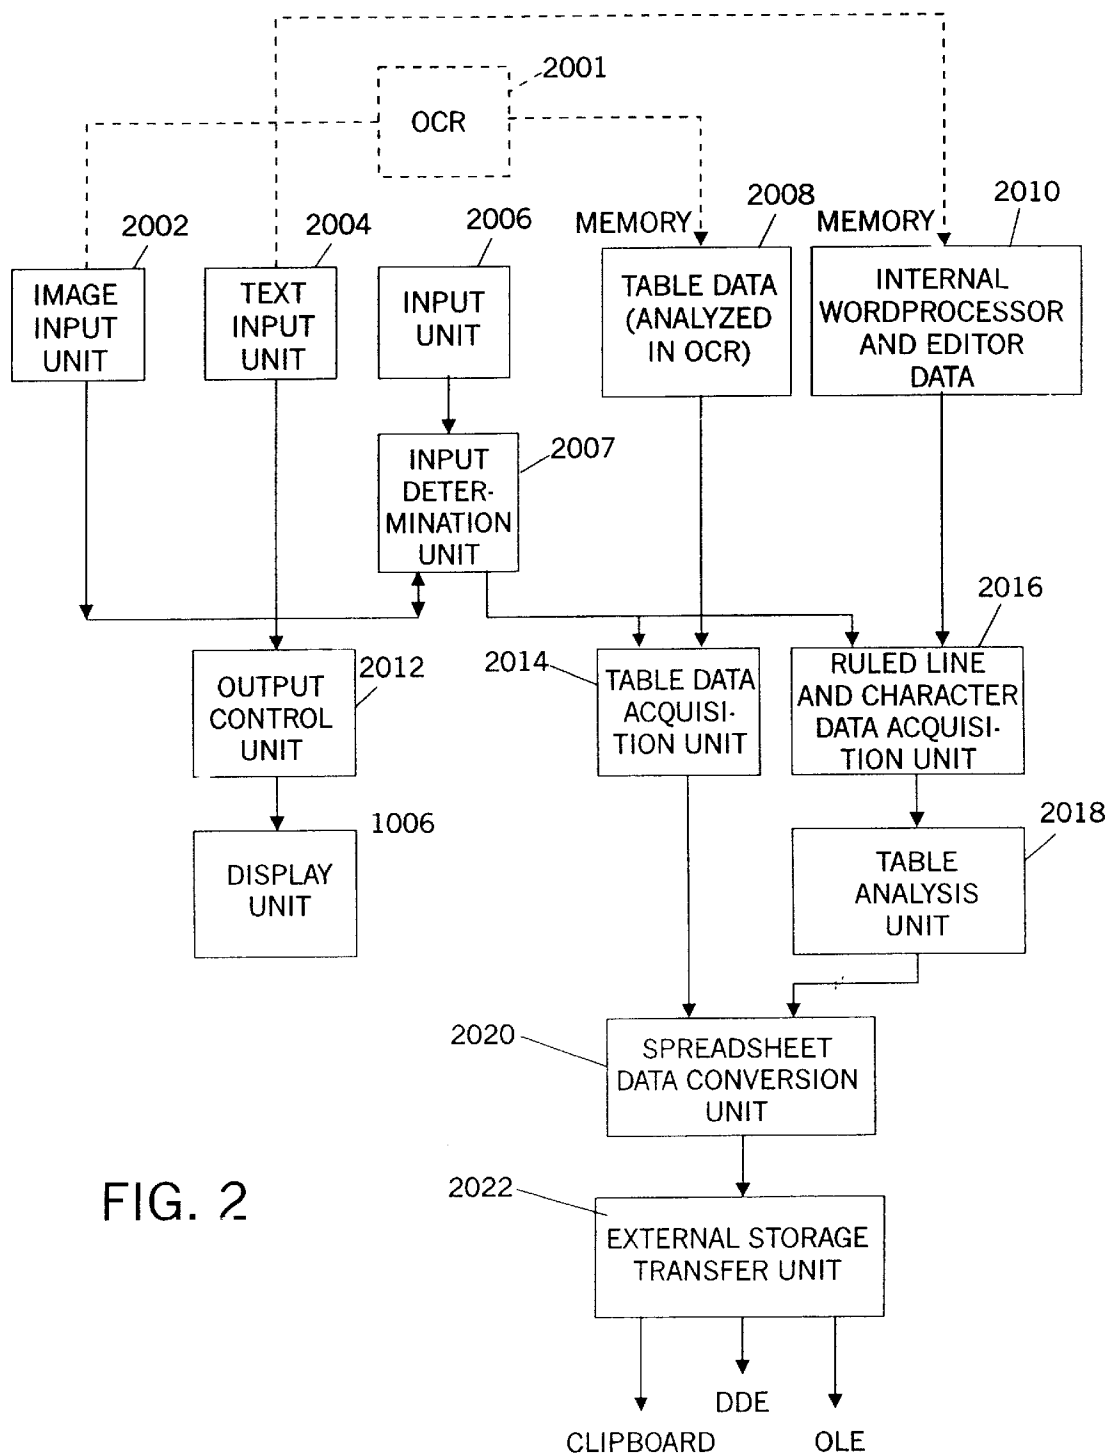 2001
OCR
2002
2004
2006
MEMORY
2008
MEMORY
2010
IMAGE
INPUT
UNIT
TEXT
INPUT
UNIT
INPUT
UNIT
TABLE DATA
(ANALYZED
IN OCR)
INTERNAL
WORDPROCESSOR
AND EDITOR
DATA
2007
INPUT
DETER-
MINATION
UNIT
2012
OUTPUT
CONTROL
UNIT
2014
TABLE DATA
ACQUISI-
TION UNIT
2016
RULED LINE
AND CHARACTER
DATA ACQUISI-
TION UNIT
1006
DISPLAY
UNIT
2018
TABLE
ANALYSIS
UNIT
2020
SPREADSHEET
DATA CONVERSION
UNIT
2022
EXTERNAL STORAGE
TRANSFER UNIT
CLIPBOARD
DDE
OLE
FIG. 2